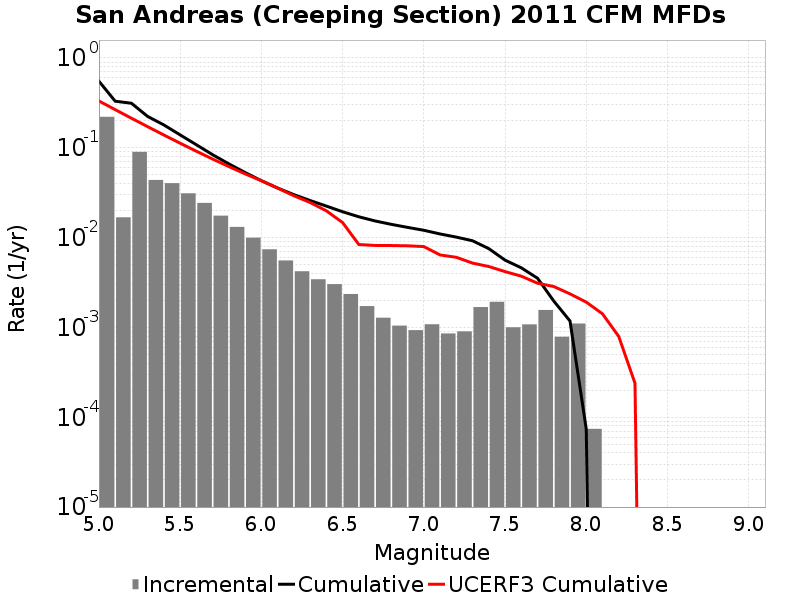 San Andreas (Creeping Section) 2011 CFM MFDs
10^0
10^-1
10^-2
10^-3
10^-4
10^-5
Rate (1/yr)
5.0 5.5 6.0 6.5 7.0 7.5 8.0 8.5 9.0
Magnitude
Incremental Cumulative UCERF3 Cumulative